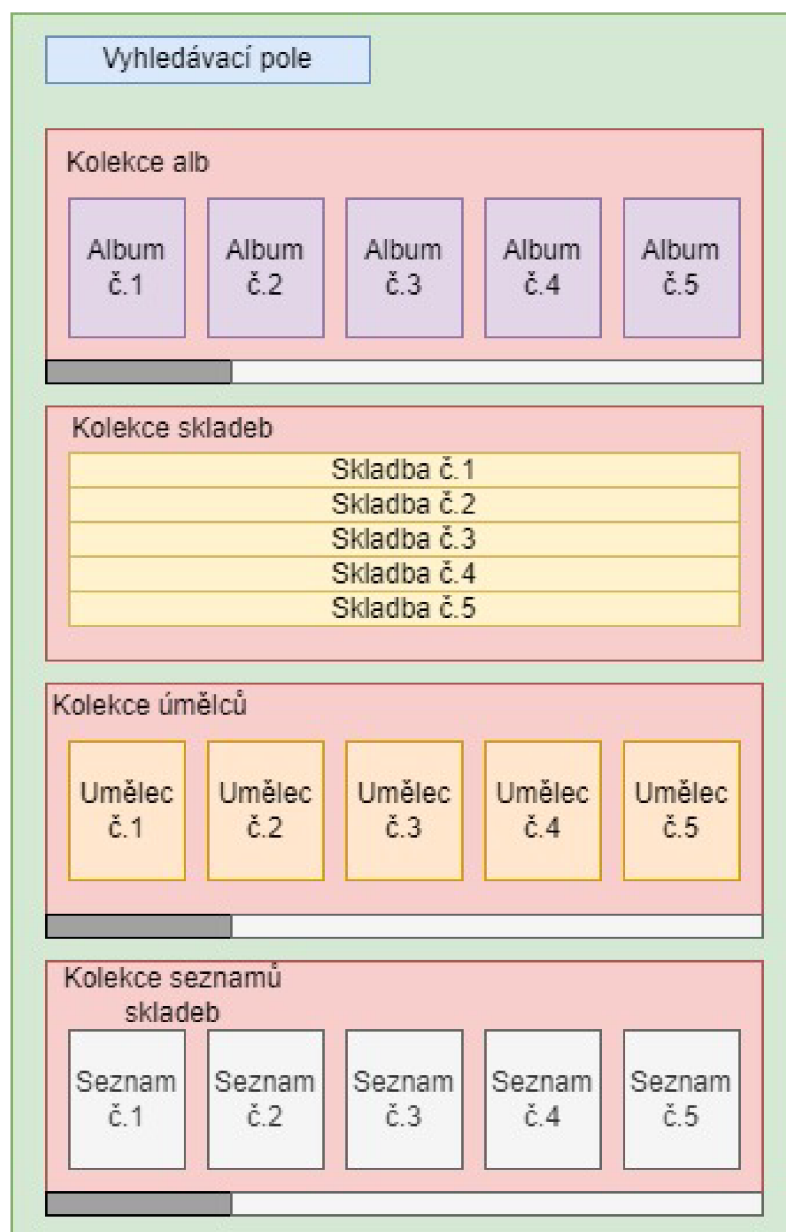 Vyhledávací pole
Kolekce alb
Album č.1
Album č.2
Album č.3
Album č.4
Album č.5
Kolekce skladeb
Skladba č.1
Skladba č.2
Skladba č.3
Skladba č.4
Skladba č.5
Kolekce úmělců
Umělec č.1
Umělec č.2
Umělec č.3
Umělec č.4
Umělec č.5
Kolekce seznamů
skladeb
Seznam č.1
Seznam č.2
Seznam č.3
Seznam č.4
Seznam č.5